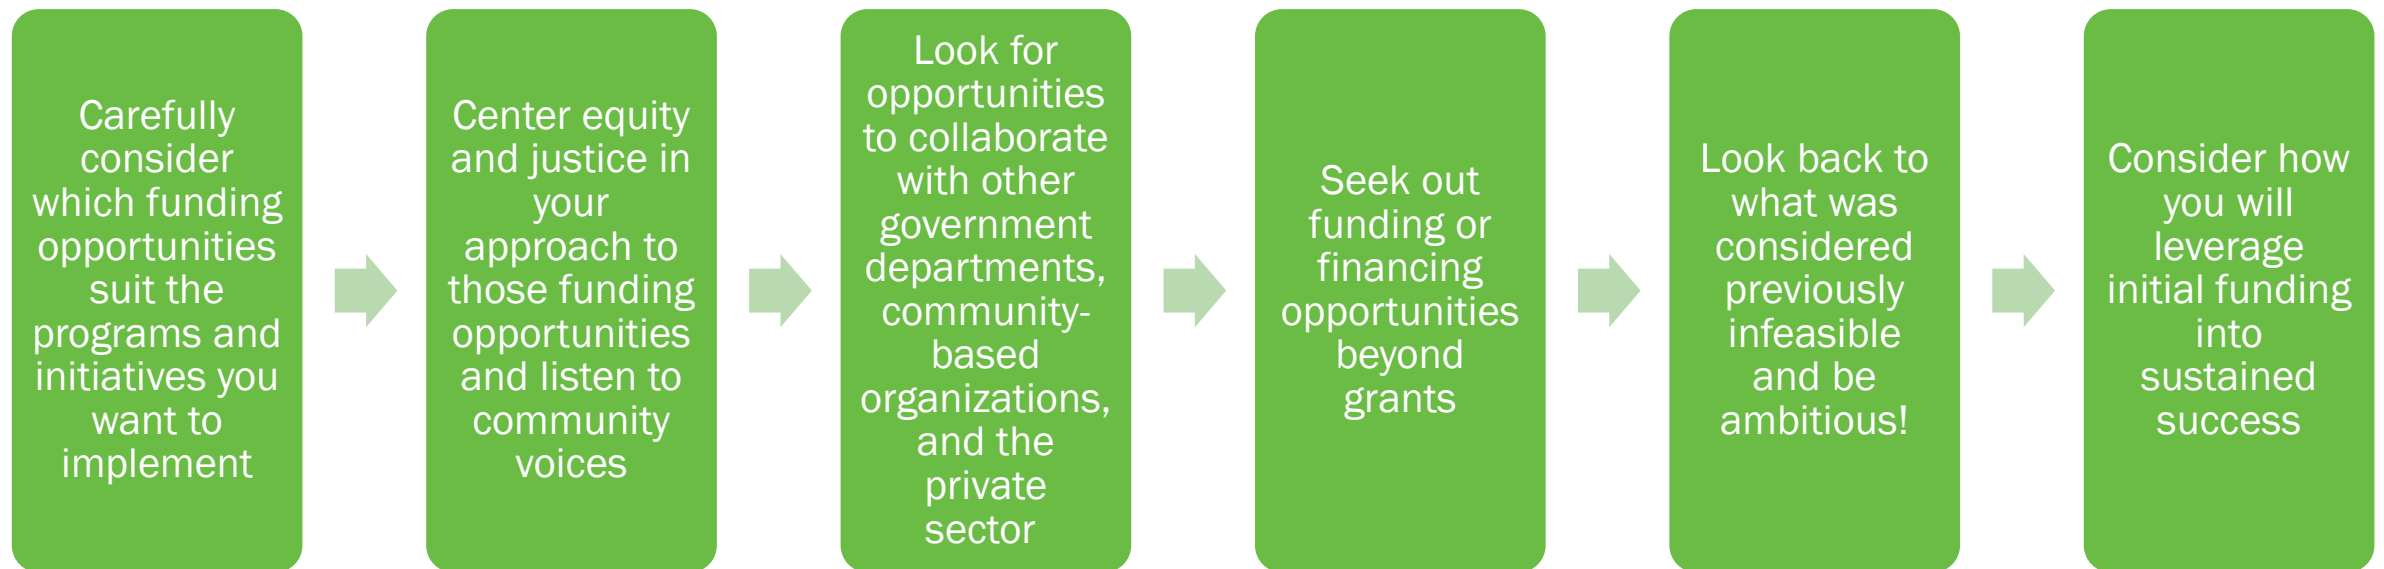 Carefully
consider
which funding
opportunities
suit the
programs and
initiatives you
want to
implement
Center equity
and justice in
your
approach to
those funding
opportunities
and listen to
community
voices
Look for
opportunities
to collaborate
with other
government
departments,
community-
based
organizations,
and the
private
sector
Seek out
funding or
financing
opportunities
beyond
grants
Look back to
what was
considered
previously
infeasible
and be
ambitious!
Consider how
you will
leverage
initial funding
into
sustained
success